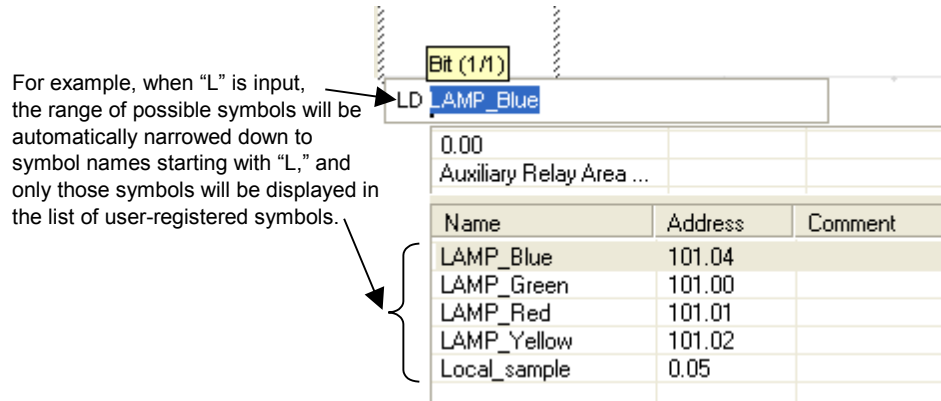 Bit (1/1)
For example, when “L” is input,
the range of possible symbols will be
automatically narrowed down to
symbol names starting with “L,” and
only those symbols will be displayed in
the list of user-registered symbols.
LD LAMP_Blue
0.00
Auxiliary Relay Area ...
Name Address Comment
LAMP_Blue 101.04
LAMP_Green 101.00
LAMP_Red 101.01
LAMP_Yellow 101.02
Local_sample 0.05